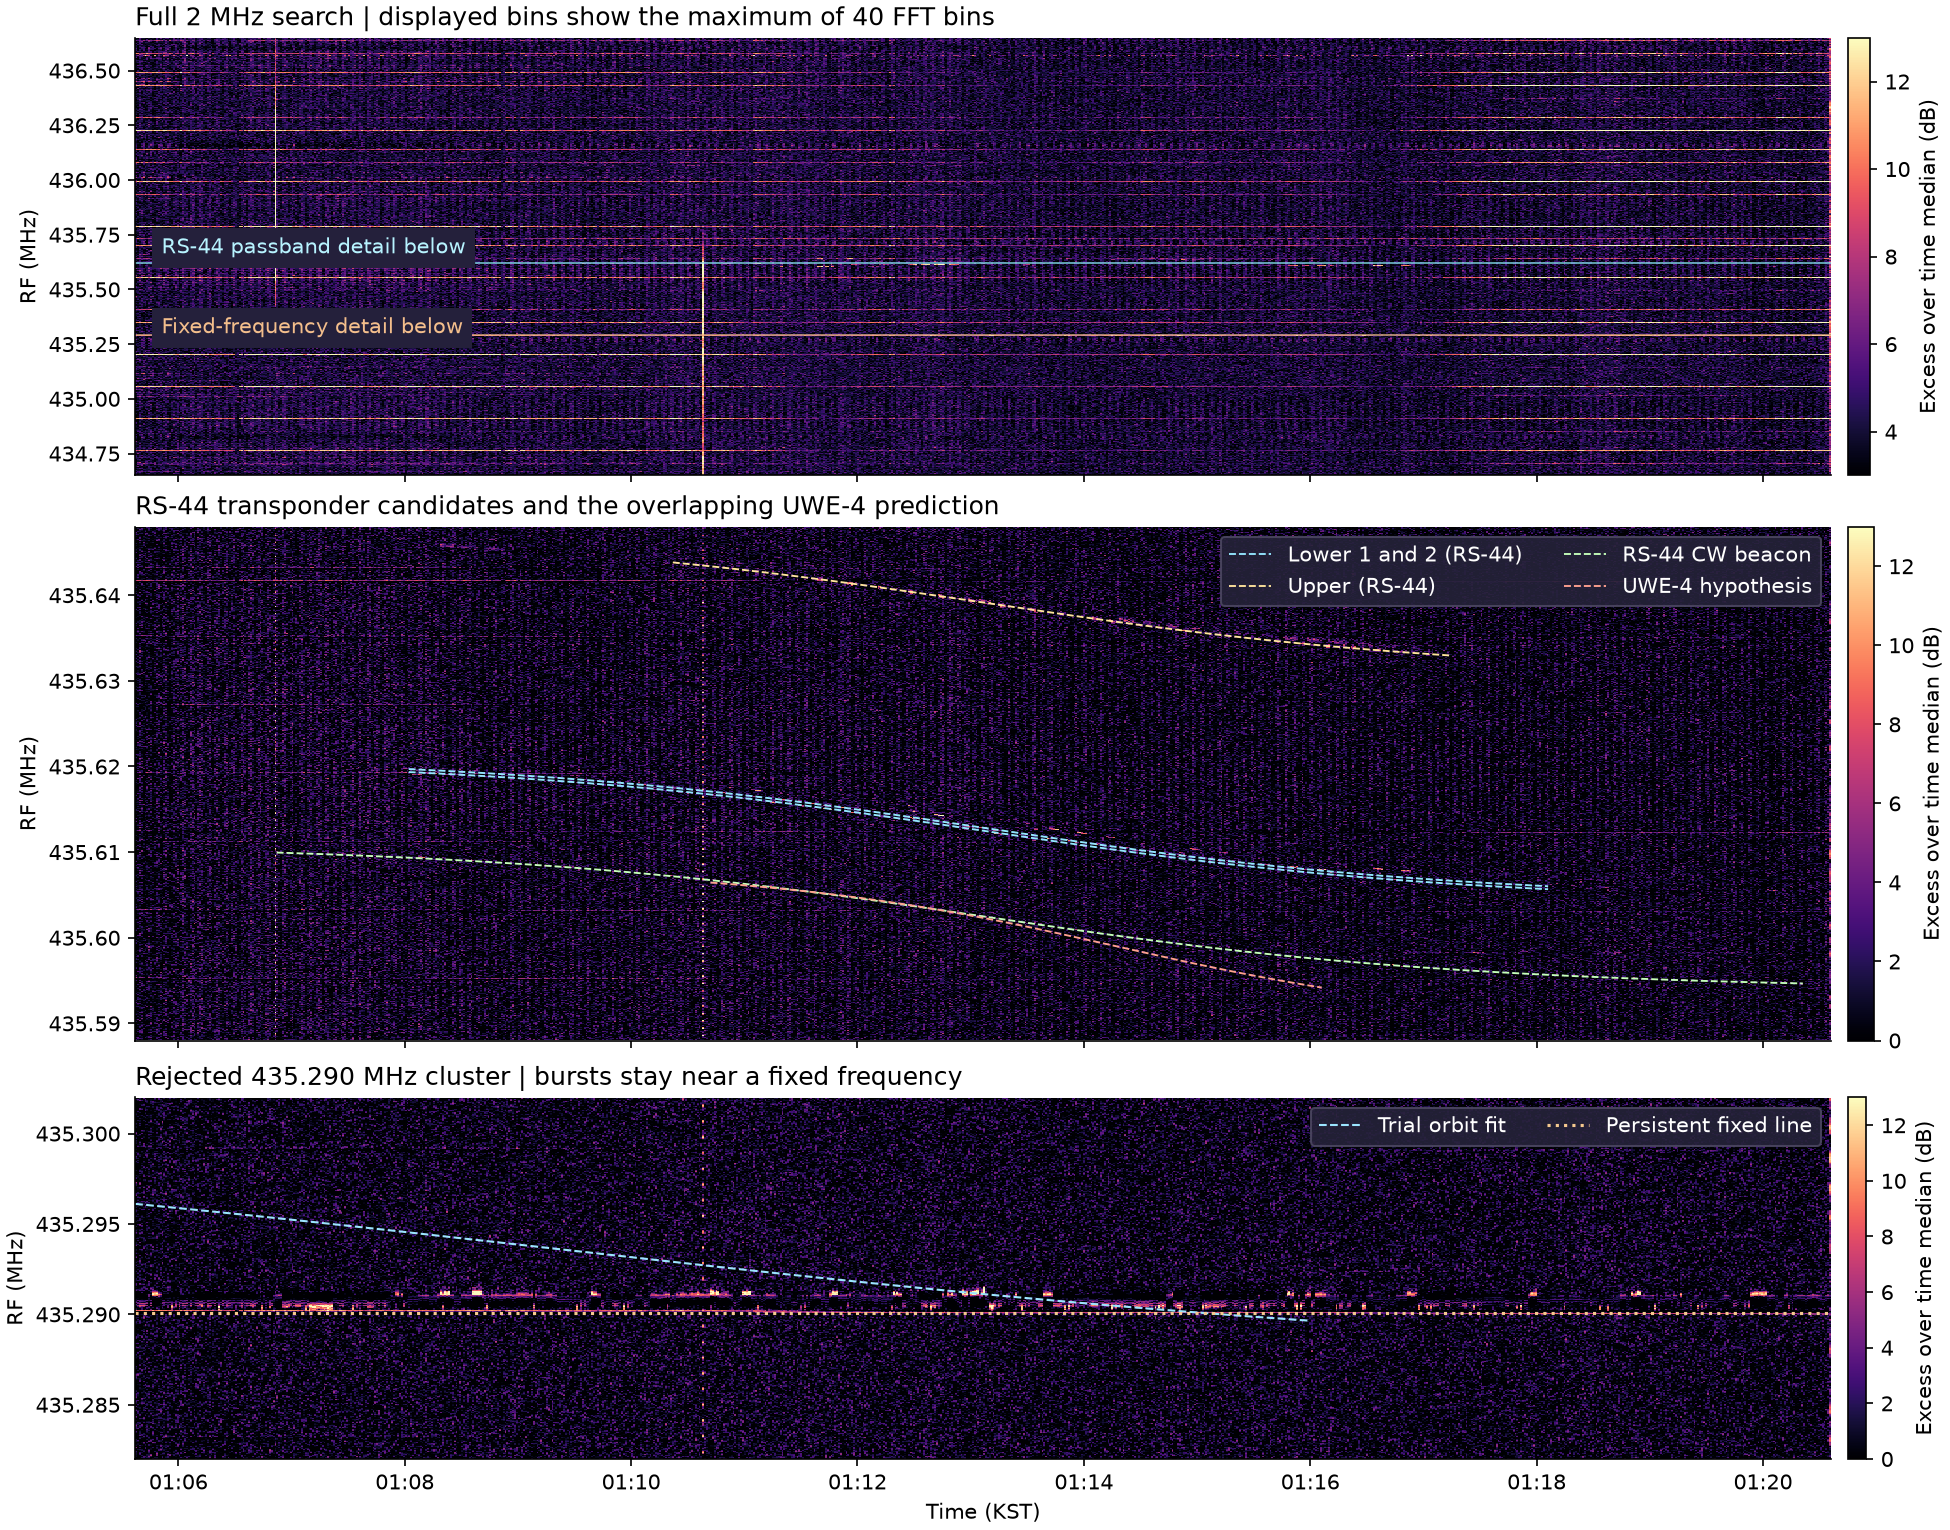 Full 2 MHz search | displayed bins show the maximum of 40 FFT bins
436.50
436.25
436.00
435.75
435.50
435.25
435.00
434.75
RF (MHz)
RS-44 passband detail below
Fixed-frequency detail below
12
10
8
6
4
Excess over time median (dB)
RS-44 transponder candidates and the overlapping UWE-4 prediction
435.64
435.63
435.62
435.61
435.60
435.59
RF (MHz)
Lower 1 and 2 (RS-44)
Upper (RS-44)
RS-44 CW beacon
UWE-4 hypothesis
12
10
8
6
4
2
0
Excess over time median (dB)
Rejected 435.290 MHz cluster | bursts stay near a fixed frequency
435.300
435.295
435.290
435.285
RF (MHz)
Trial orbit fit
Persistent fixed line
12
10
8
6
4
2
0
Excess over time median (dB)
01:06
01:08
01:10
01:12
01:14
01:16
01:18
01:20
Time (KST)